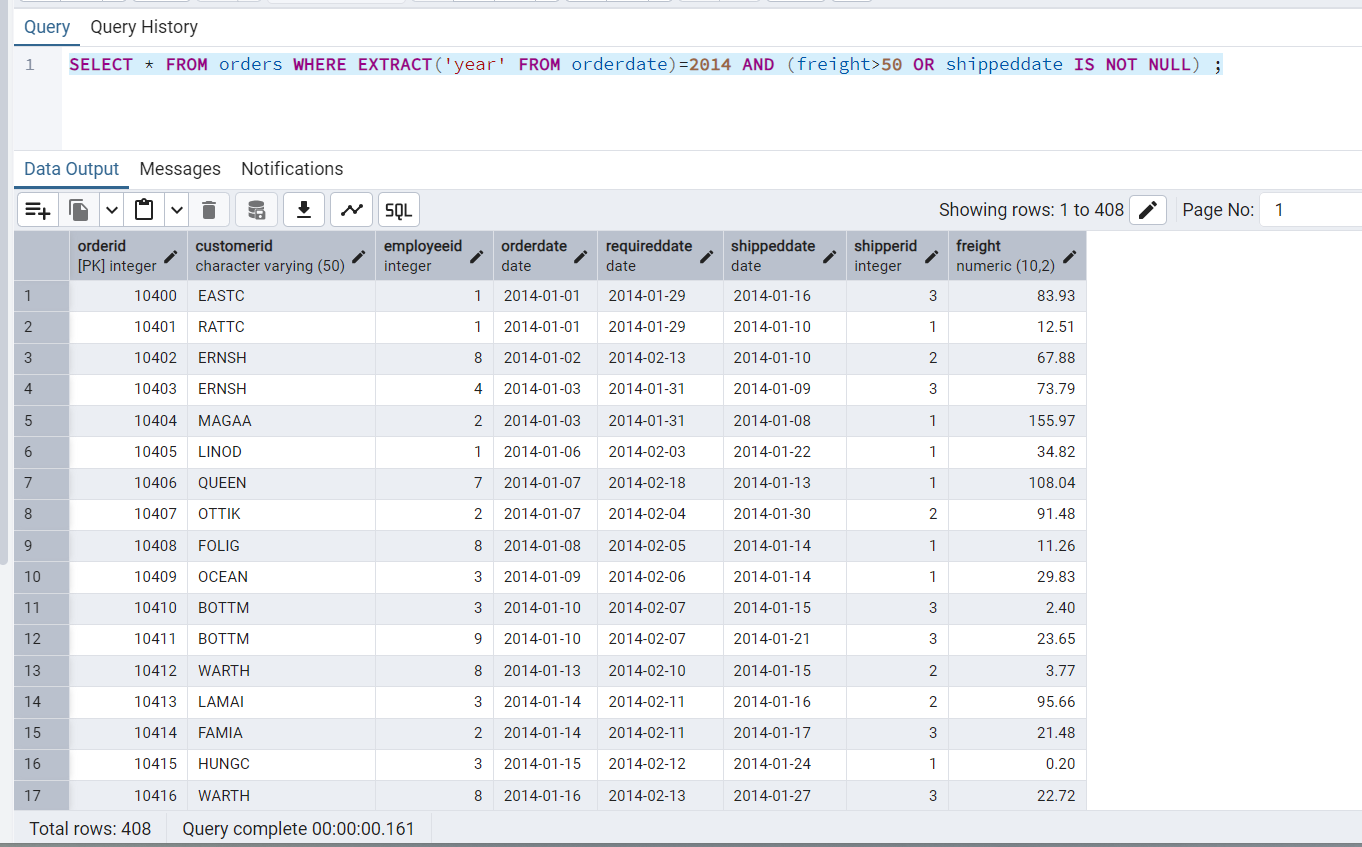 Query Query History
1 SELECT * FROM orders WHERE EXTRACT('year' FROM orderdate)=2014 AND (freight>50 OR shippeddate IS NOT NULL) ;
Data Output Messages Notifications
SQL Showing rows: 1 to 408 Page No: 1
orderid customerid employeeid orderdate requireddate shippeddate shipperid freight
[PK] integer character varying (50) integer date date date integer numeric (10,2)
1 10400 EASTC 1 2014-01-01 2014-01-29 2014-01-16 3 83.93
2 10401 RATTC 1 2014-01-01 2014-01-29 2014-01-10 1 12.51
3 10402 ERNSH 8 2014-01-02 2014-02-13 2014-01-10 2 67.88
4 10403 ERNSH 4 2014-01-03 2014-01-31 2014-01-09 3 73.79
5 10404 MAGAA 2 2014-01-03 2014-01-31 2014-01-08 1 155.97
6 10405 LINOD 1 2014-01-06 2014-02-03 2014-01-22 1 34.82
7 10406 QUEEN 7 2014-01-07 2014-02-18 2014-01-13 1 108.04
8 10407 OTTIK 2 2014-01-07 2014-02-04 2014-01-30 2 91.48
9 10408 FOLIG 8 2014-01-08 2014-02-05 2014-01-14 1 11.26
10 10409 OCEAN 3 2014-01-09 2014-02-06 2014-01-14 1 29.83
11 10410 BOTTM 3 2014-01-10 2014-02-07 2014-01-15 3 2.40
12 10411 BOTTM 9 2014-01-10 2014-02-07 2014-01-21 3 23.65
13 10412 WARTH 8 2014-01-13 2014-02-10 2014-01-15 2 3.77
14 10413 LAMAI 3 2014-01-14 2014-02-11 2014-01-16 2 95.66
15 10414 FAMIA 2 2014-01-14 2014-02-11 2014-01-17 3 21.48
16 10415 HUNGC 3 2014-01-15 2014-02-12 2014-01-24 1 0.20
17 10416 WARTH 8 2014-01-16 2014-02-13 2014-01-27 3 22.72
Total rows: 408 Query complete 00:00:00.161